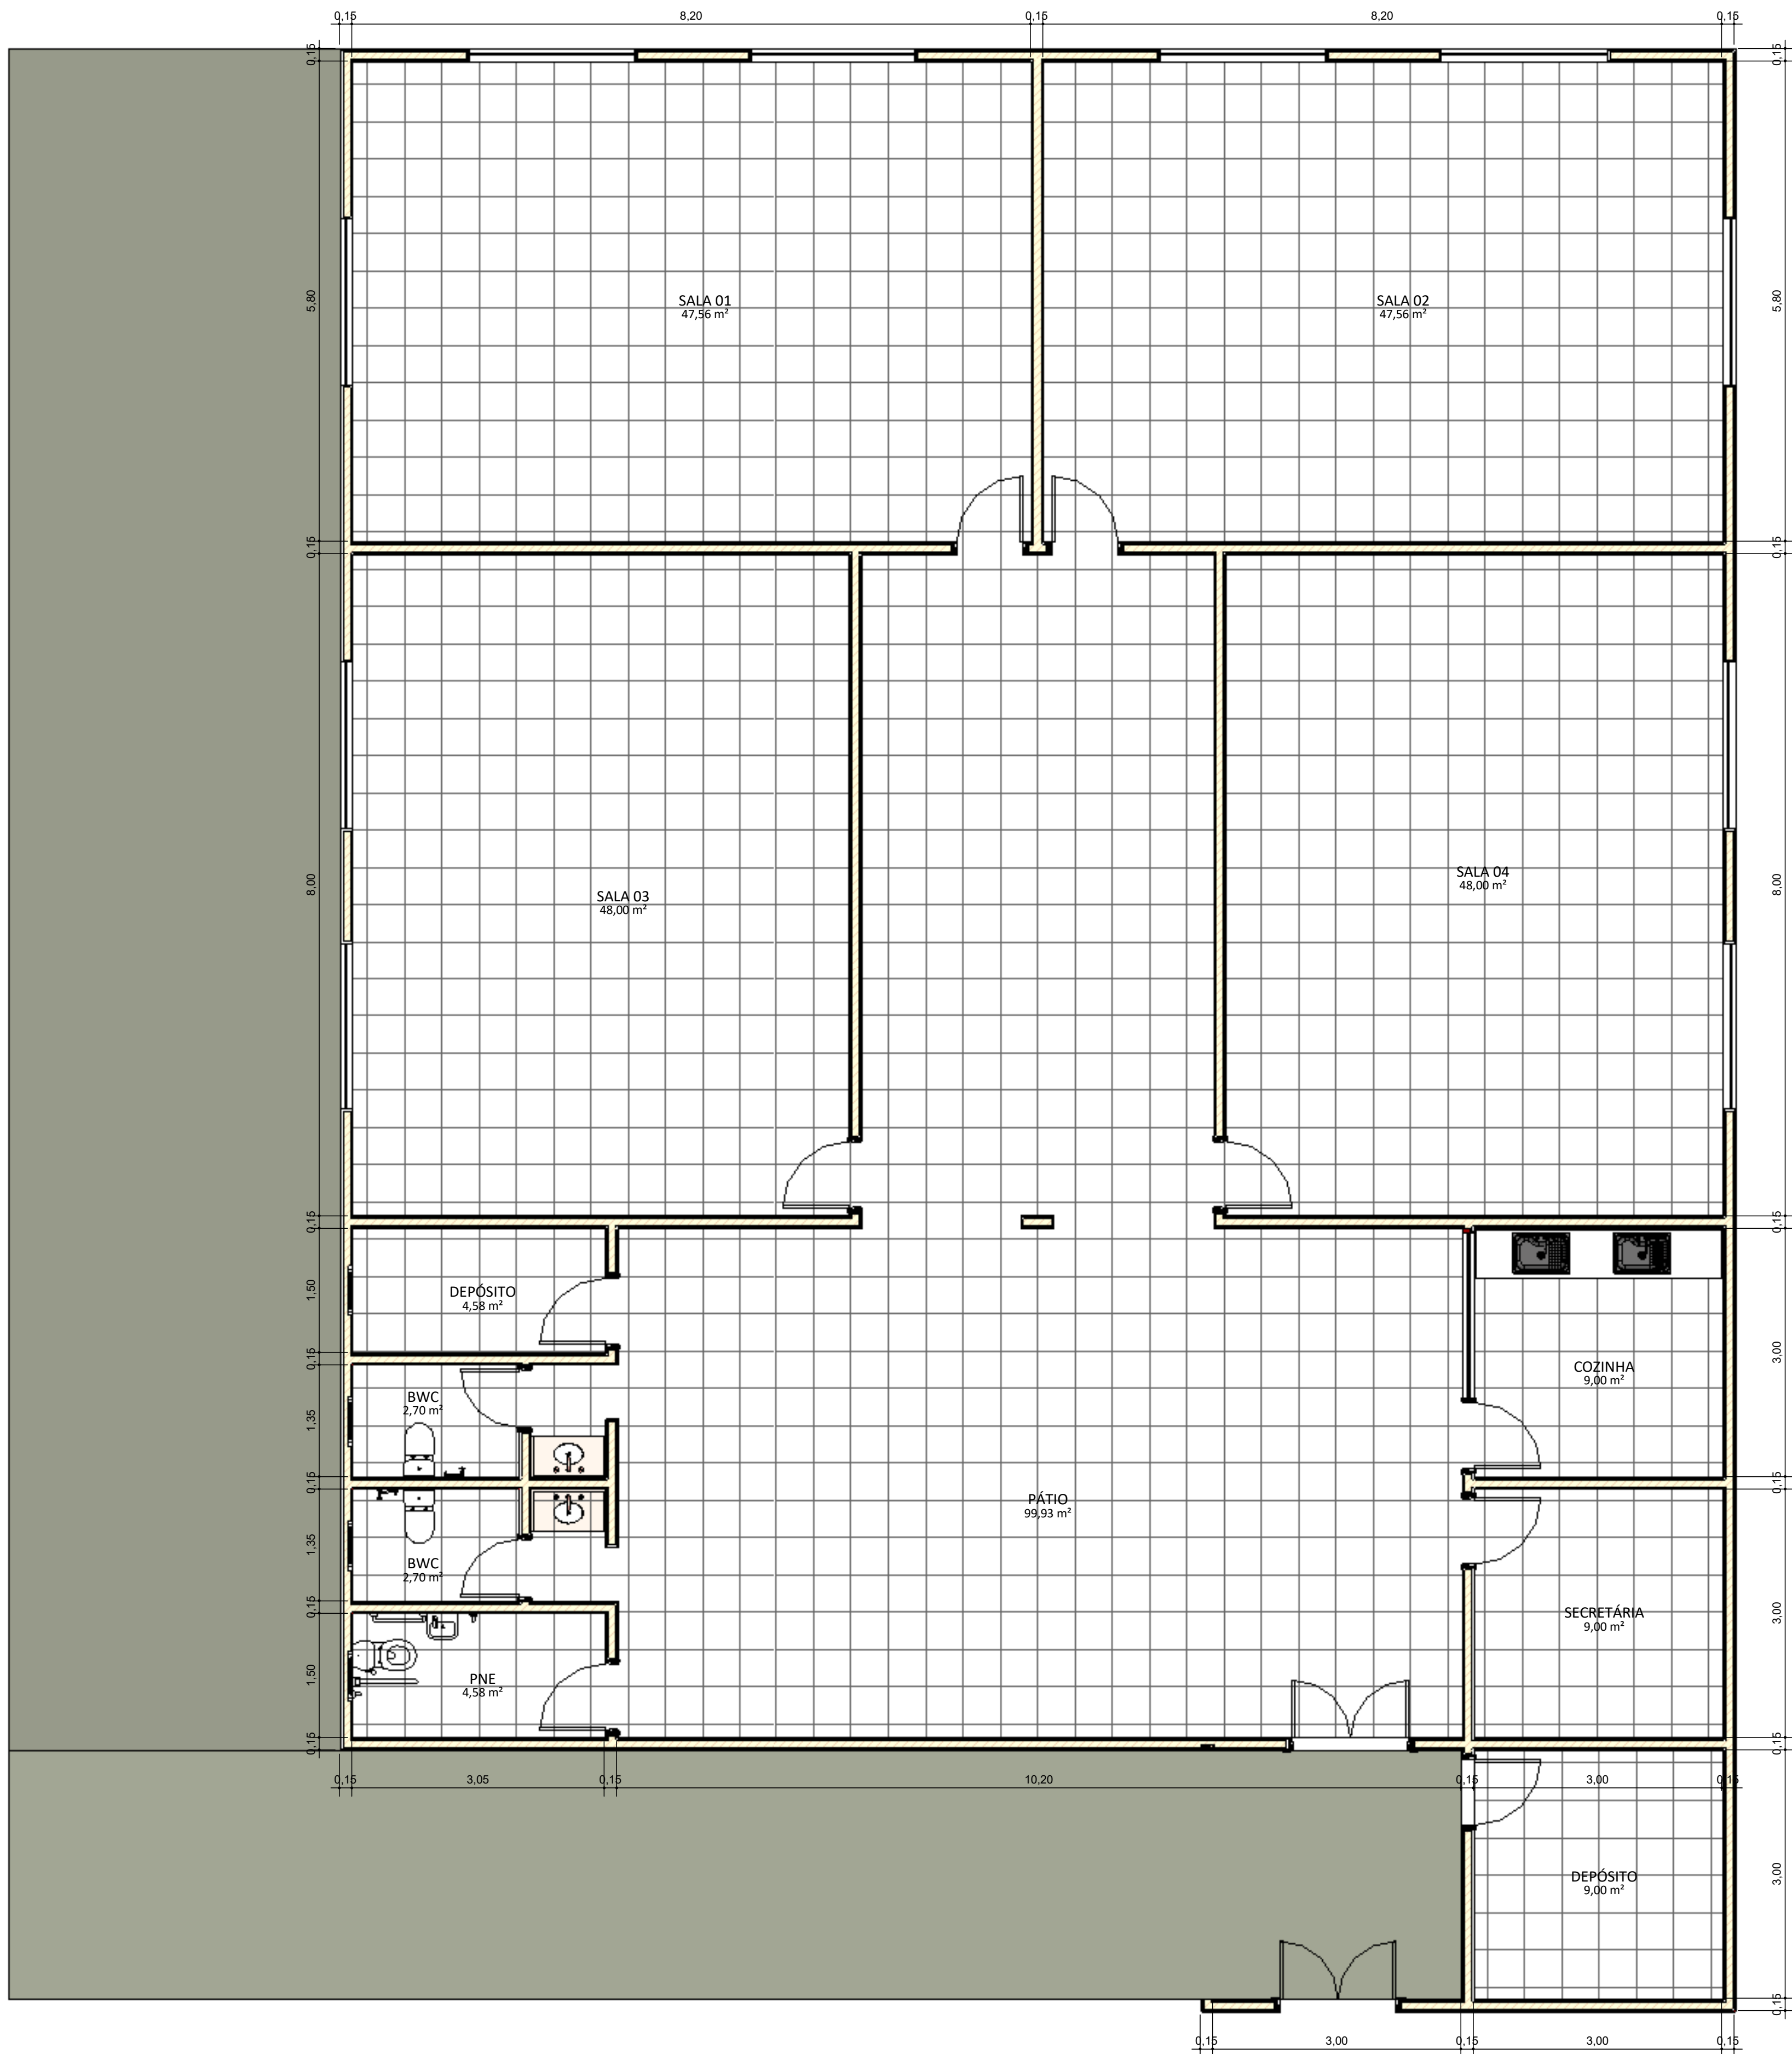 0,15
8,20
0,15
8,20
0,15
0,15
0,15
5,80
SALA 01
47,56 m²
SALA 02
47,56 m²
5,80
0,15
0,15
8,00
SALA 03
48,00 m²
SALA 04
48,00 m²
8,00
0,15
0,15
1,50
DEPÓSITO
4,58 m²
0,15
COZINHA
9,00 m²
3,00
1,35
BWC
2,70 m²
0,15
0,15
PÁTIO
99,93 m²
1,35
BWC
2,70 m²
0,15
SECRETÁRIA
9,00 m²
3,00
1,50
PNE
4,58 m²
0,15
0,15
0,15
3,05
0,15
10,20
0,15
3,00
0,15
DEPÓSITO
9,00 m²
3,00
0,15
0,15
3,00
0,15
3,00
0,15